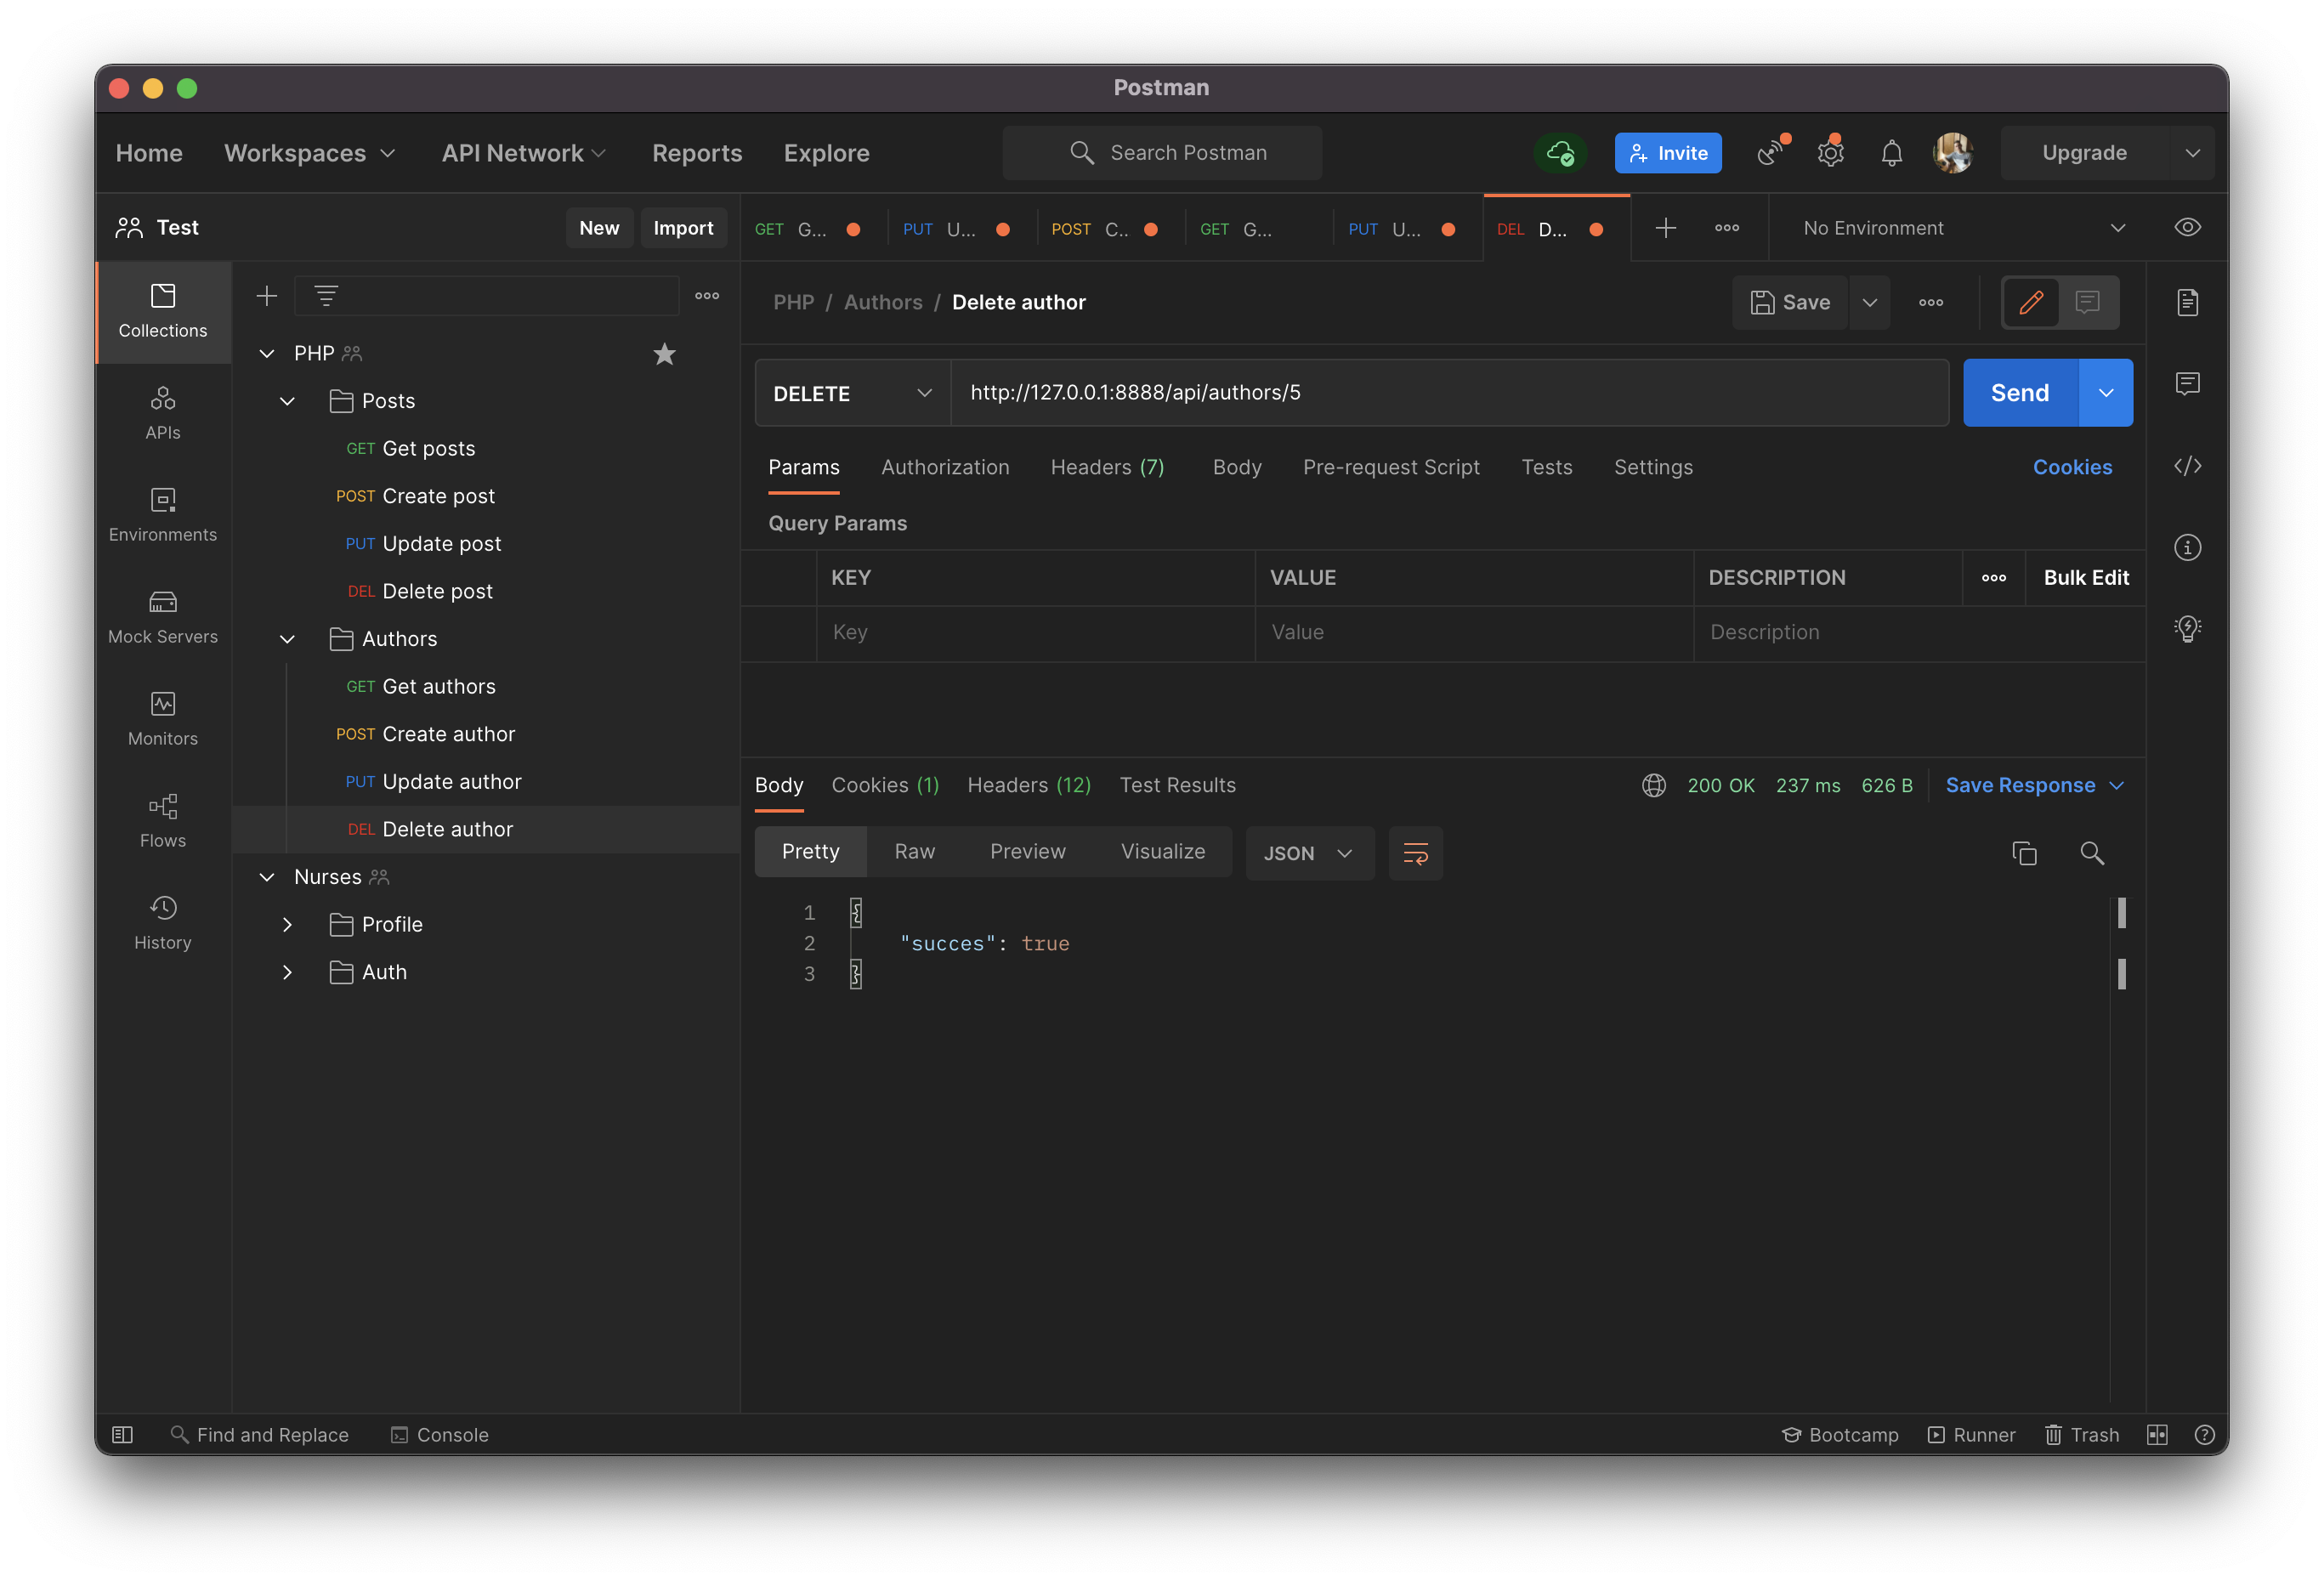 Postman
Home Workspaces API Network Reports Explore Search Postman Invite Upgrade
Test New Import
GET G... PUT U... POST C.. GET G... PUT U... DEL D... No Environment
Collections
APIs
Environments
Mock Servers
Monitors
Flows
History
PHP
Posts
GET Get posts
POST Create post
PUT Update post
DEL Delete post
Authors
GET Get authors
POST Create author
PUT Update author
DEL Delete author
Nurses
Profile
Auth
PHP / Authors / Delete author Save
DELETE http://127.0.0.1:8888/api/authors/5 Send
Params Authorization Headers (7) Body Pre-request Script Tests Settings Cookies
Query Params
KEY VALUE DESCRIPTION Bulk Edit
Key Value Description
Body Cookies (1) Headers (12) Test Results 200 OK 237 ms 626 B Save Response
Pretty Raw Preview Visualize JSON
1 {
2 "succes": true
3 }
Find and Replace Console Bootcamp Runner Trash